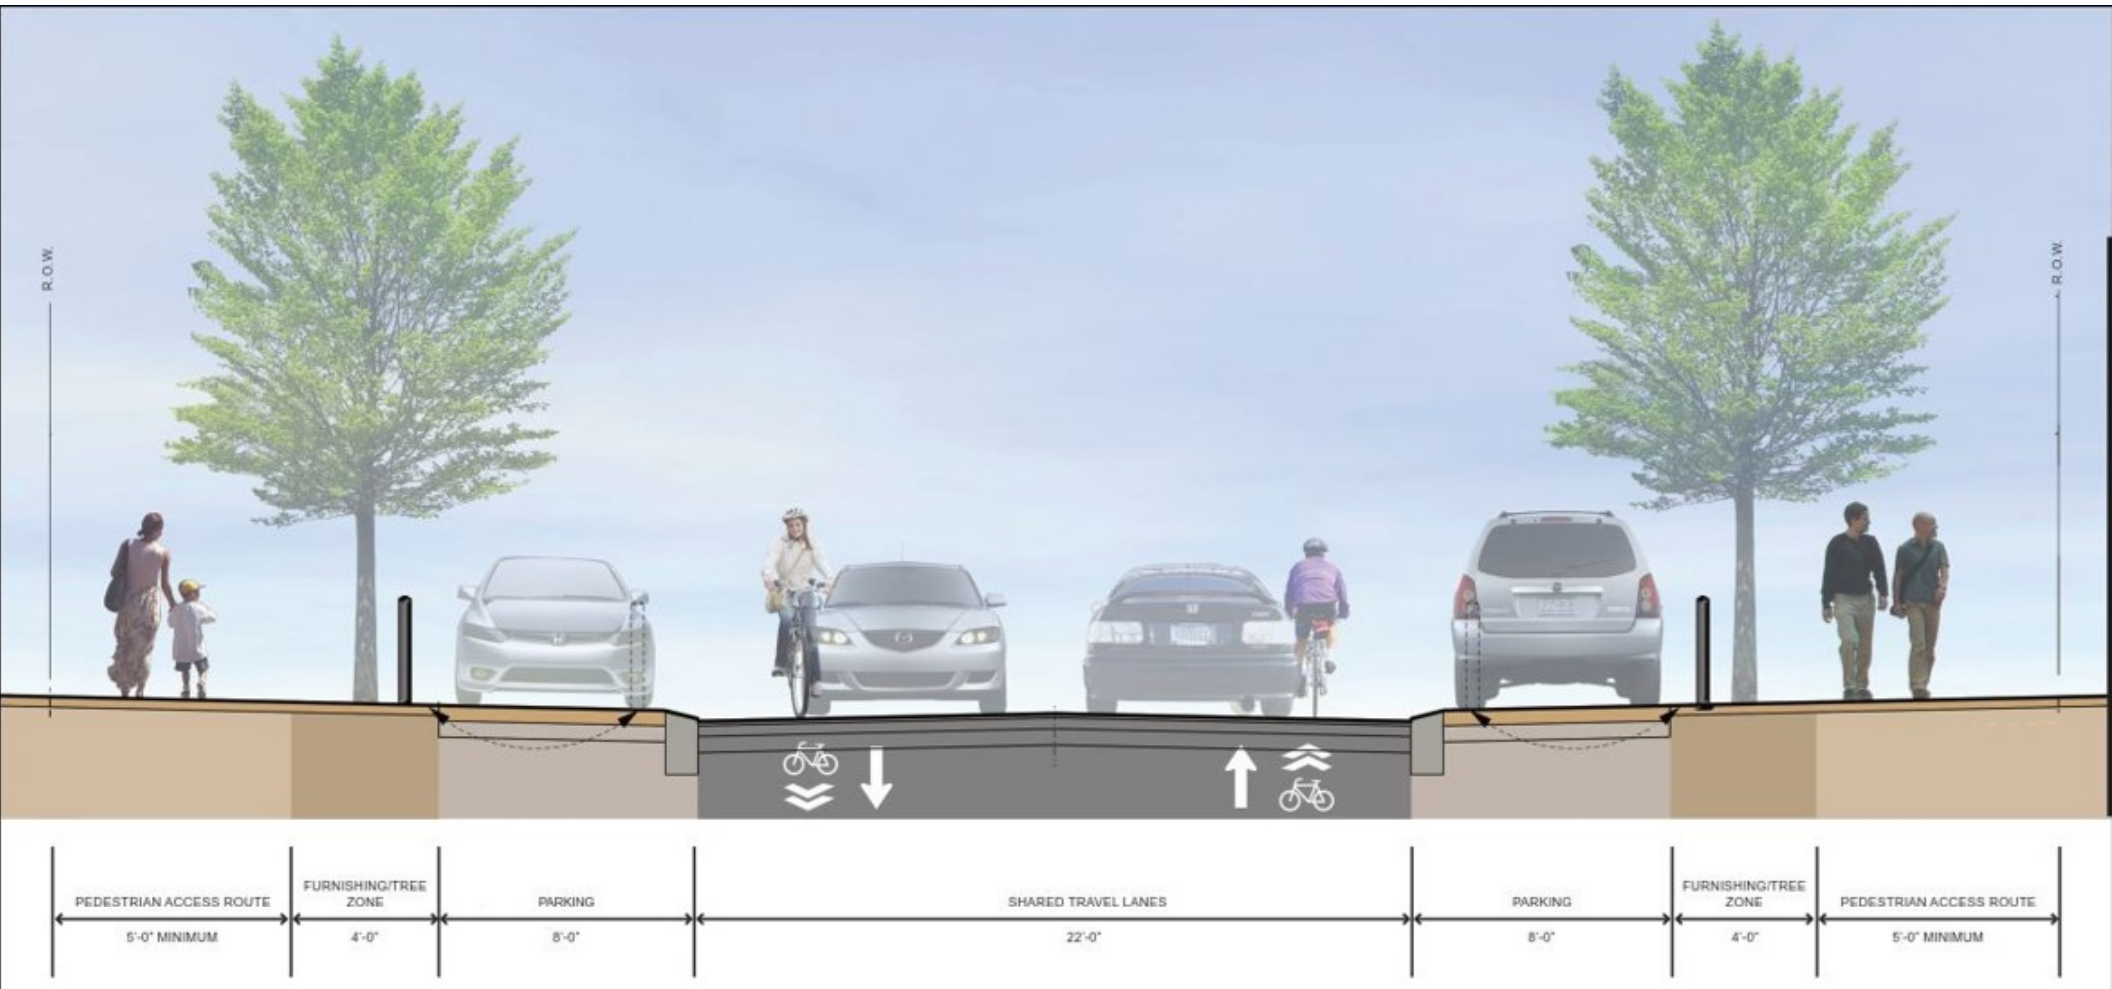 R.O.W.
R.O.W.
PEDESTRIAN ACCESS ROUTE
5'-0" MINIMUM
FURNISHING/TREE
ZONE
4'-0"
PARKING
8'-0"
SHARED TRAVEL LANES
22'-0"
PARKING
8'-0"
FURNISHING/TREE
ZONE
4'-0"
PEDESTRIAN ACCESS ROUTE
5'-0" MINIMUM